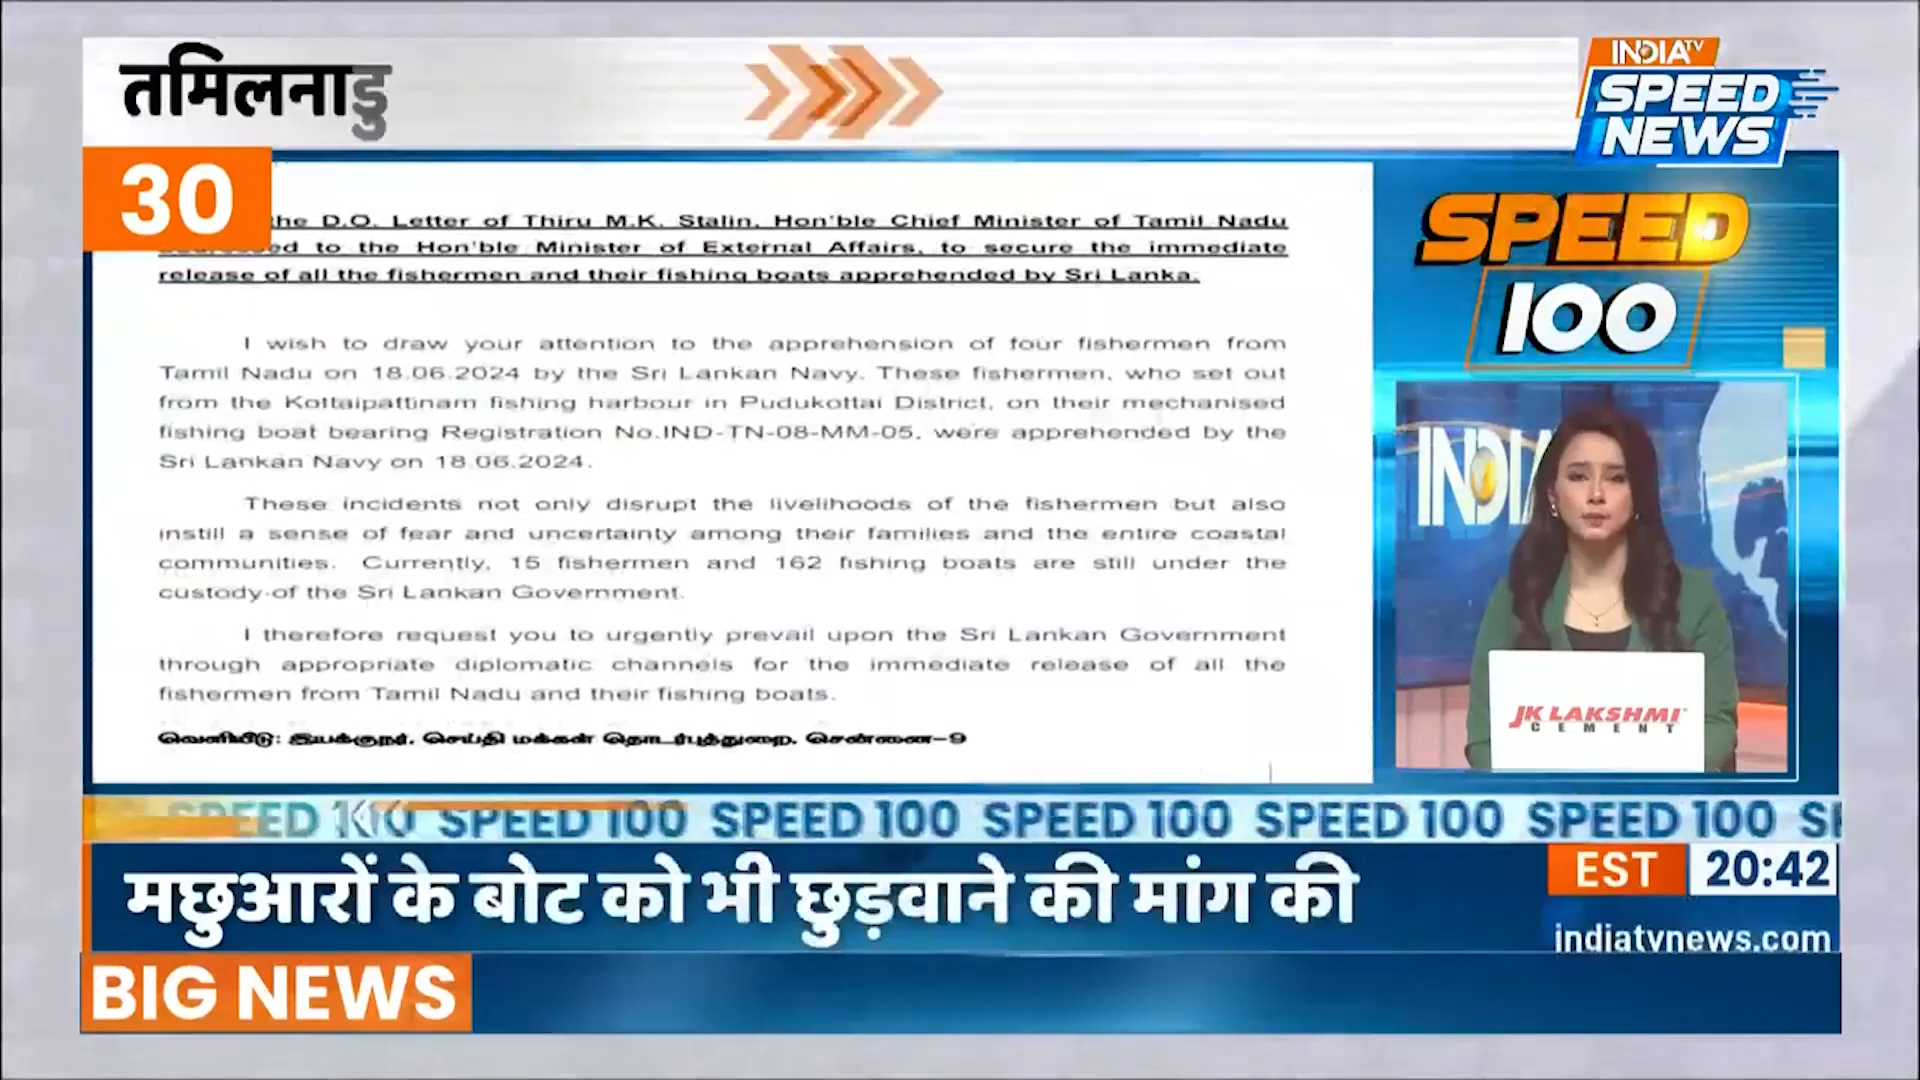 तमिलनाडु
INDIA TV
SPEED
NEWS
30
SPEED
100
the D.O. Letter of Thiru M.K. Stalin, Hon'ble Chief Minister of Tamil Nadu
to the Hon'ble Minister of External Affairs, to secure the immediate
release of all the fishermen and their fishing boats apprehended by Sri Lanka.
I wish to draw your attention to the apprehension of four fishermen from
Tamil Nadu on 18.06.2024 by the Sri Lankan Navy. These fishermen, who set out
from the Kottaipattinam fishing harbour in Pudukottai District, on their mechanised
fishing boat bearing Registration No.IND-TN-08-MM-05, were apprehended by the
Sri Lankan Navy on 18.06.2024.
These incidents not only disrupt the livelihoods of the fishermen but also
instill a sense of fear and uncertainty among their families and the entire coastal
communities. Currently, 15 fishermen and 162 fishing boats are still under the
custody of the Sri Lankan Government.
I therefore request you to urgently prevail upon the Sri Lankan Government
through appropriate diplomatic channels for the immediate release of all the
fishermen from Tamil Nadu and their fishing boats.
வெளியீடு: இயக்குநர், செய்தி மக்கள் தொடர்புத்துறை, சென்னை-9
INDIA
JK LAKSHMI
CEMENT
SPEED 100 SPEED 100 SPEED 100 SPEED 100 SPEED 100 SPEED 100
मछुआरों के बोट को भी छुड़वाने की मांग की
EST 20:42
indiatvnews.com
BIG NEWS